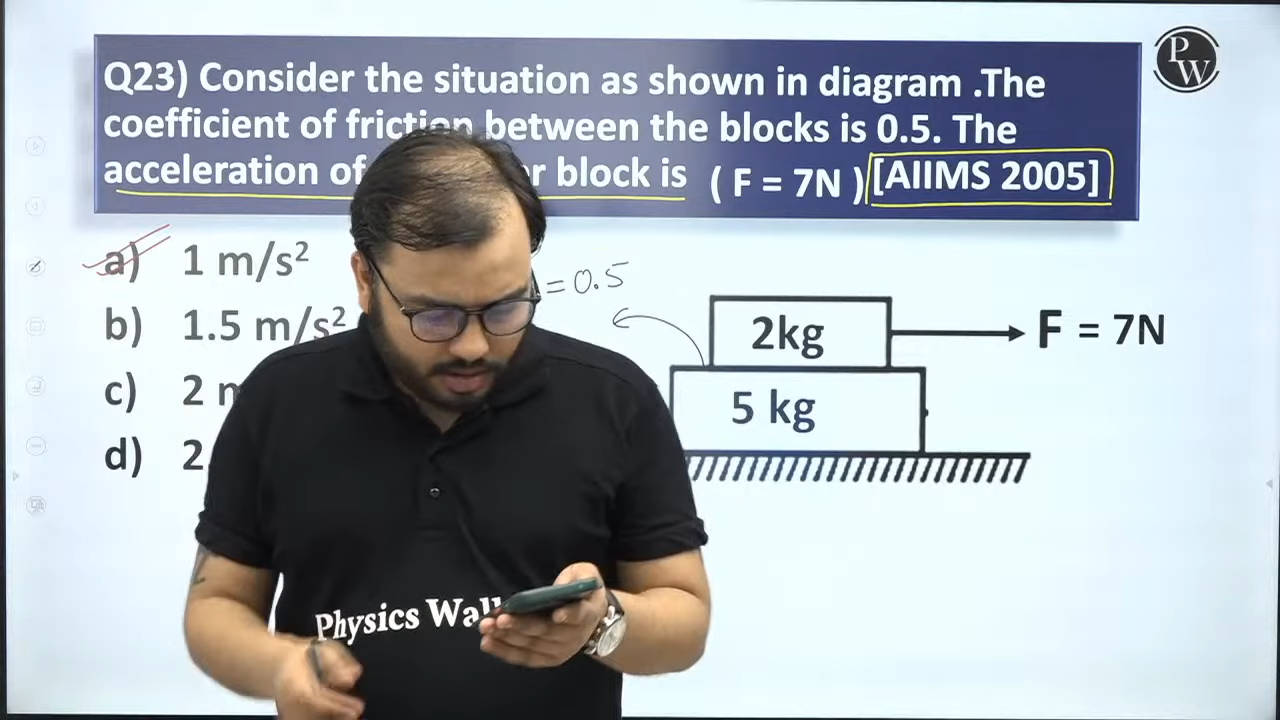 Q23) Consider the situation as shown in diagram .The
coefficient of friction between the blocks is 0.5. The
acceleration of r block is ( F = 7N ) [AIIMS 2005]
PW
a) 1 m/s²
b) 1.5 m/s²
c) 2 m
d) 2
= 0.5
2kg
F = 7N
5 kg
Physics Wall